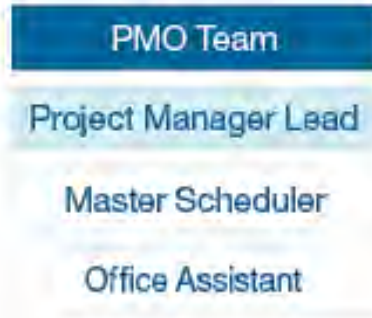 PMO Team
Project Manager Lead
Master Scheduler
Office Assistant